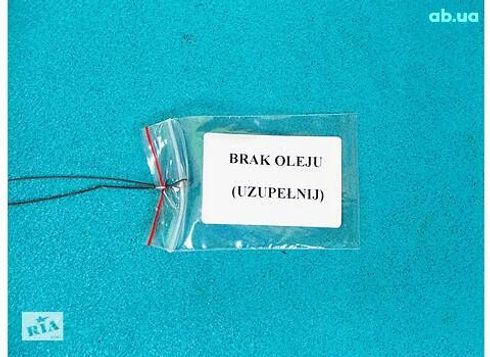 ab.ua
BRAK OLEJU
(UZUPEŁNIJ)
RIA